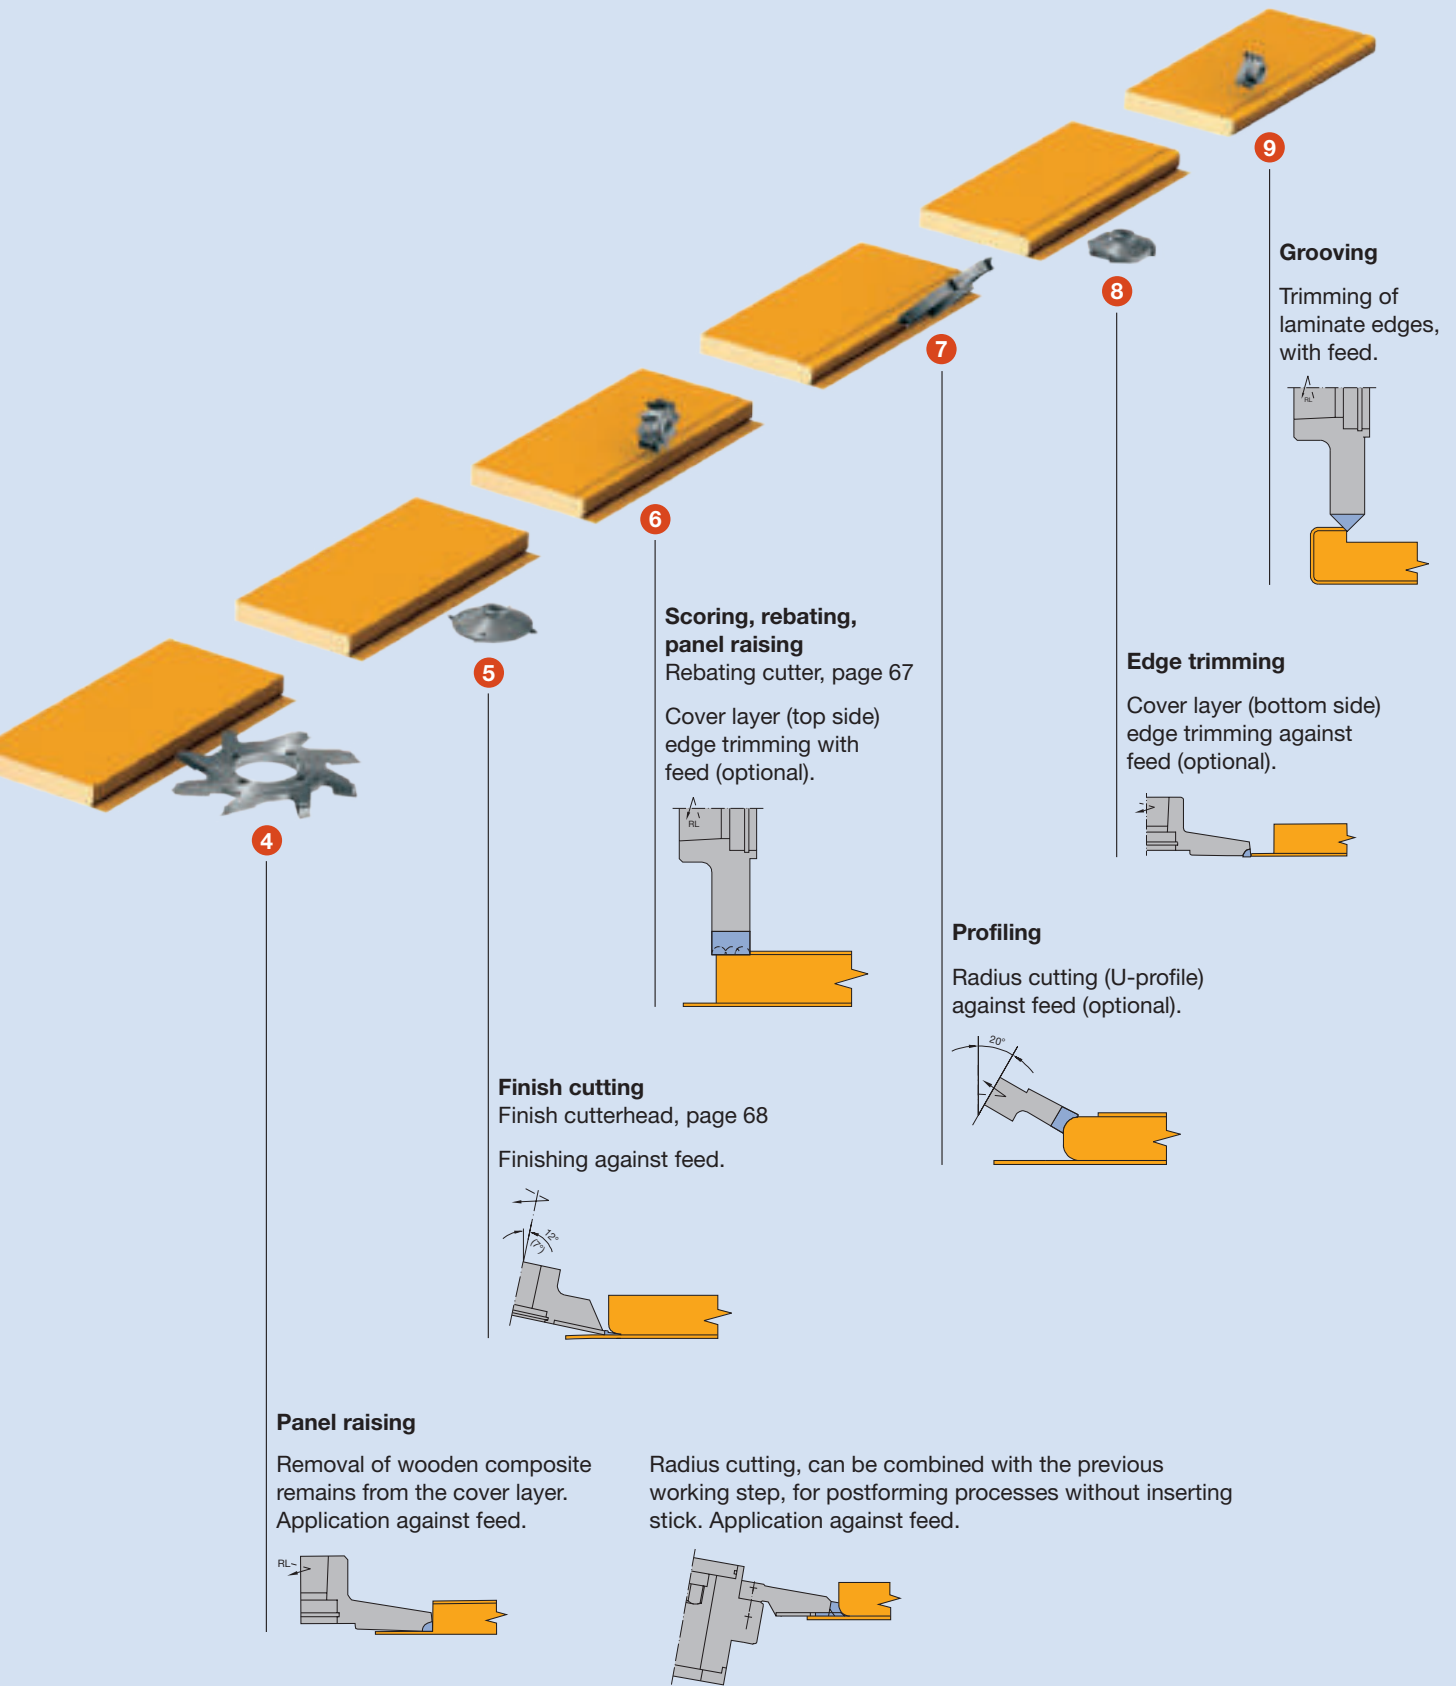 9
Grooving
Trimming of
laminate edges,
with feed.
RL
8
Edge trimming
Cover layer (bottom side)
edge trimming against
feed (optional).
7
Profiling
Radius cutting (U-profile)
against feed (optional).
20°
6
Scoring, rebating,
panel raising
Rebating cutter, page 67
Cover layer (top side)
edge trimming with
feed (optional).
RL
5
Finish cutting
Finish cutterhead, page 68
Finishing against feed.
12°
(7°)
4
Panel raising
Removal of wooden composite
remains from the cover layer.
Application against feed.
RL
Radius cutting, can be combined with the previous
working step, for postforming processes without inserting
stick. Application against feed.